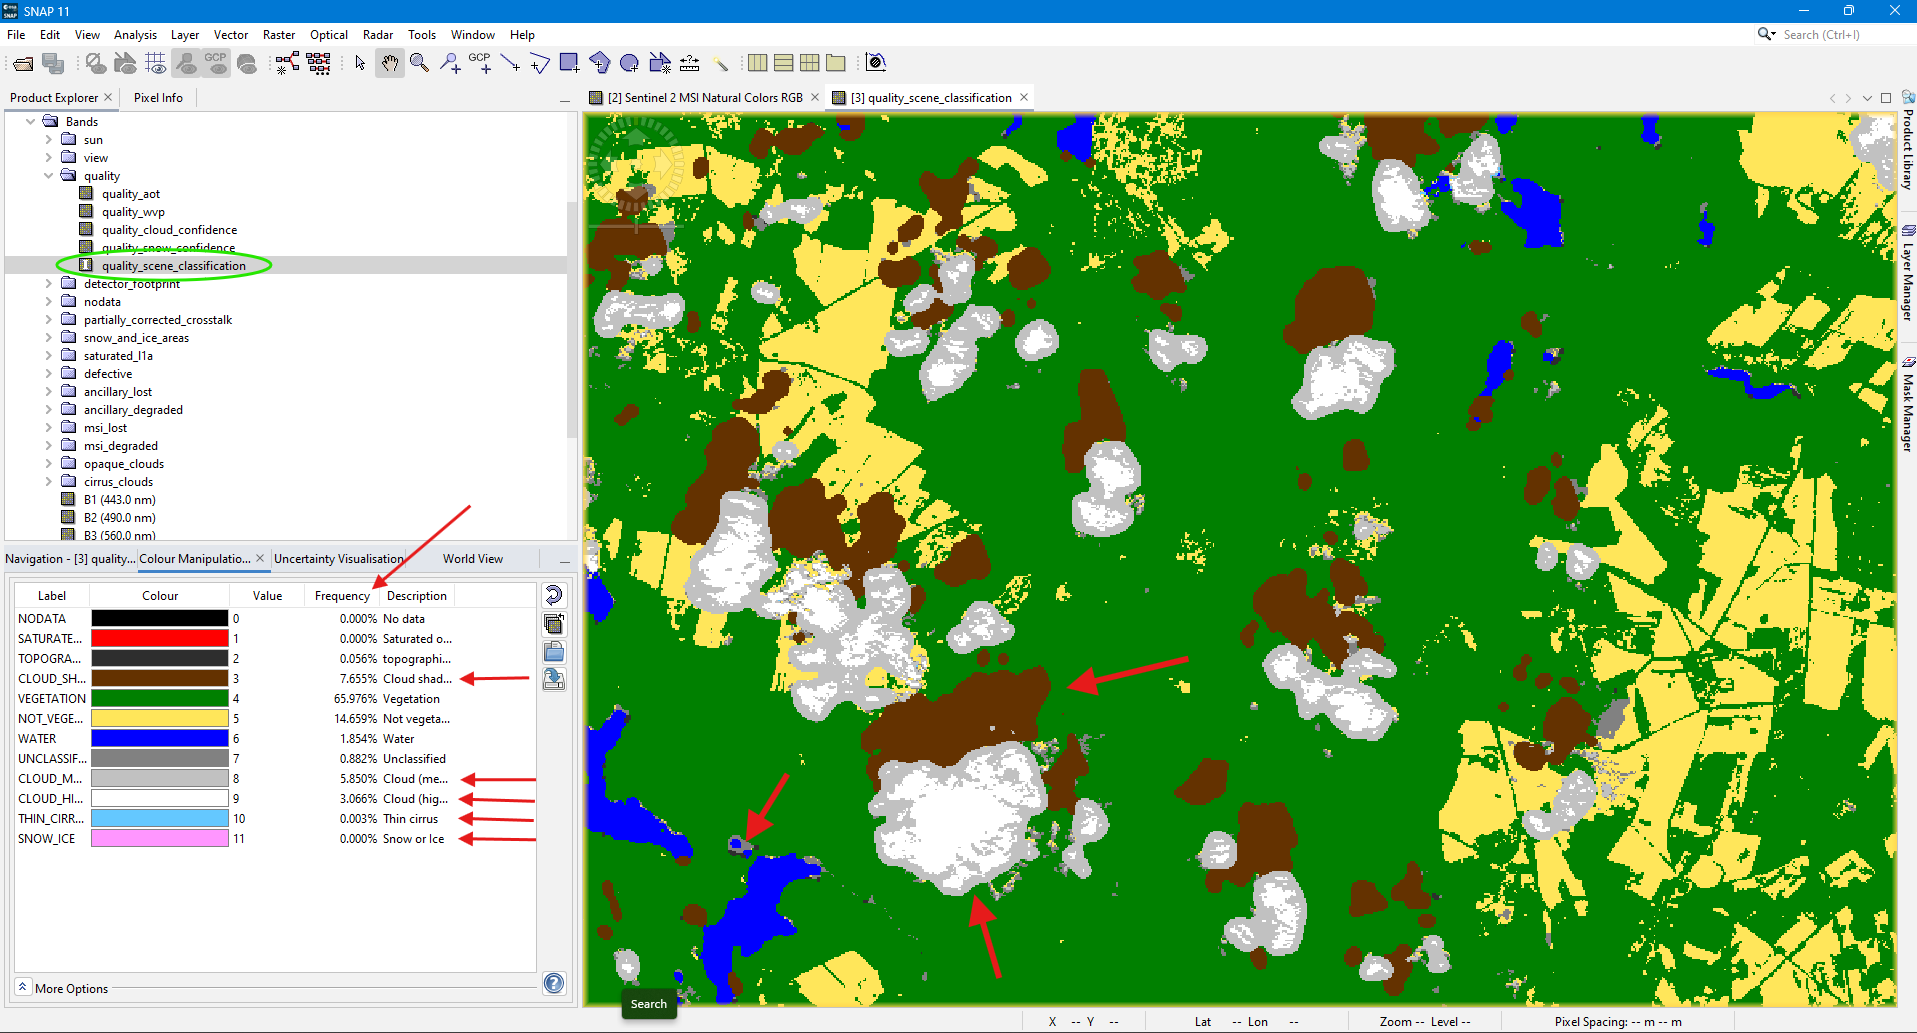 SNAP 11
File Edit View Analysis Layer Vector Raster Optical Radar Tools Window Help
Search (Ctrl+I)
GCP GCP
Product Explorer Pixel Info
[2] Sentinel 2 MSI Natural Colors RGB [3] quality_scene_classification
Bands
sun
view
quality
quality_aot
quality_wvp
quality_cloud_confidence
quality_snow_confidence
quality_scene_classification
detector_footprint
nodata
partially_corrected_crosstalk
snow_and_ice_areas
saturated_l1a
defective
ancillary_lost
ancillary_degraded
msi_lost
msi_degraded
opaque_clouds
cirrus_clouds
B1 (443.0 nm)
B2 (490.0 nm)
B3 (560.0 nm)
Product Library
Layer Manager
Mask Manager
Navigation - [3] quality... Colour Manipulatio... Uncertainty Visualisation World View
Label Colour Value Frequency Description
NODATA 0 0.000% No data
SATURATE... 1 0.000% Saturated o...
TOPOGRA... 2 0.056% topographi...
CLOUD_SH... 3 7.655% Cloud shad...
VEGETATION 4 65.976% Vegetation
NOT_VEGE... 5 14.659% Not vegeta...
WATER 6 1.854% Water
UNCLASSIF... 7 0.882% Unclassified
CLOUD_M... 8 5.850% Cloud (me...
CLOUD_HI... 9 3.066% Cloud (hig...
THIN_CIRR... 10 0.003% Thin cirrus
SNOW_ICE 11 0.000% Snow or Ice
More Options
Search
X -- Y -- Lat -- Lon -- Zoom -- Level -- Pixel Spacing: -- m -- m